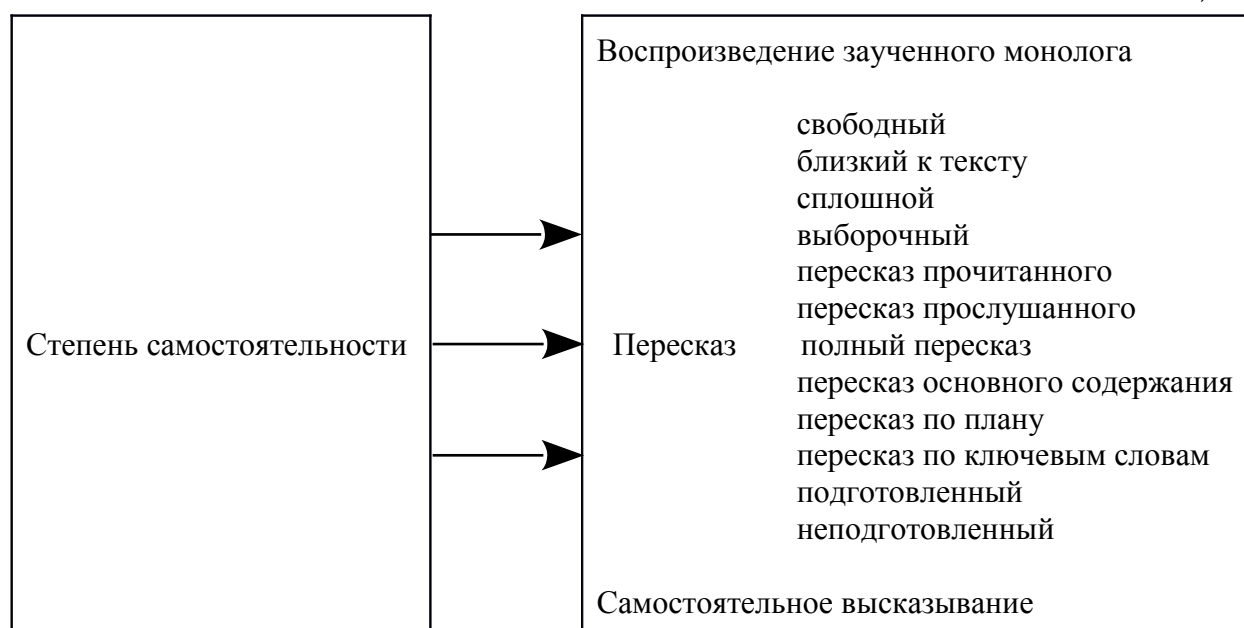 Воспроизведение заученного монолога
свободный
близкий к тексту
сплошной
выборочный
пересказ прочитанного
пересказ прослушанного
Степень самостоятельности
Пересказ полный пересказ
пересказ основного содержания
пересказ по плану
пересказ по ключевым словам
подготовленный
неподготовленный
Самостоятельное высказывание